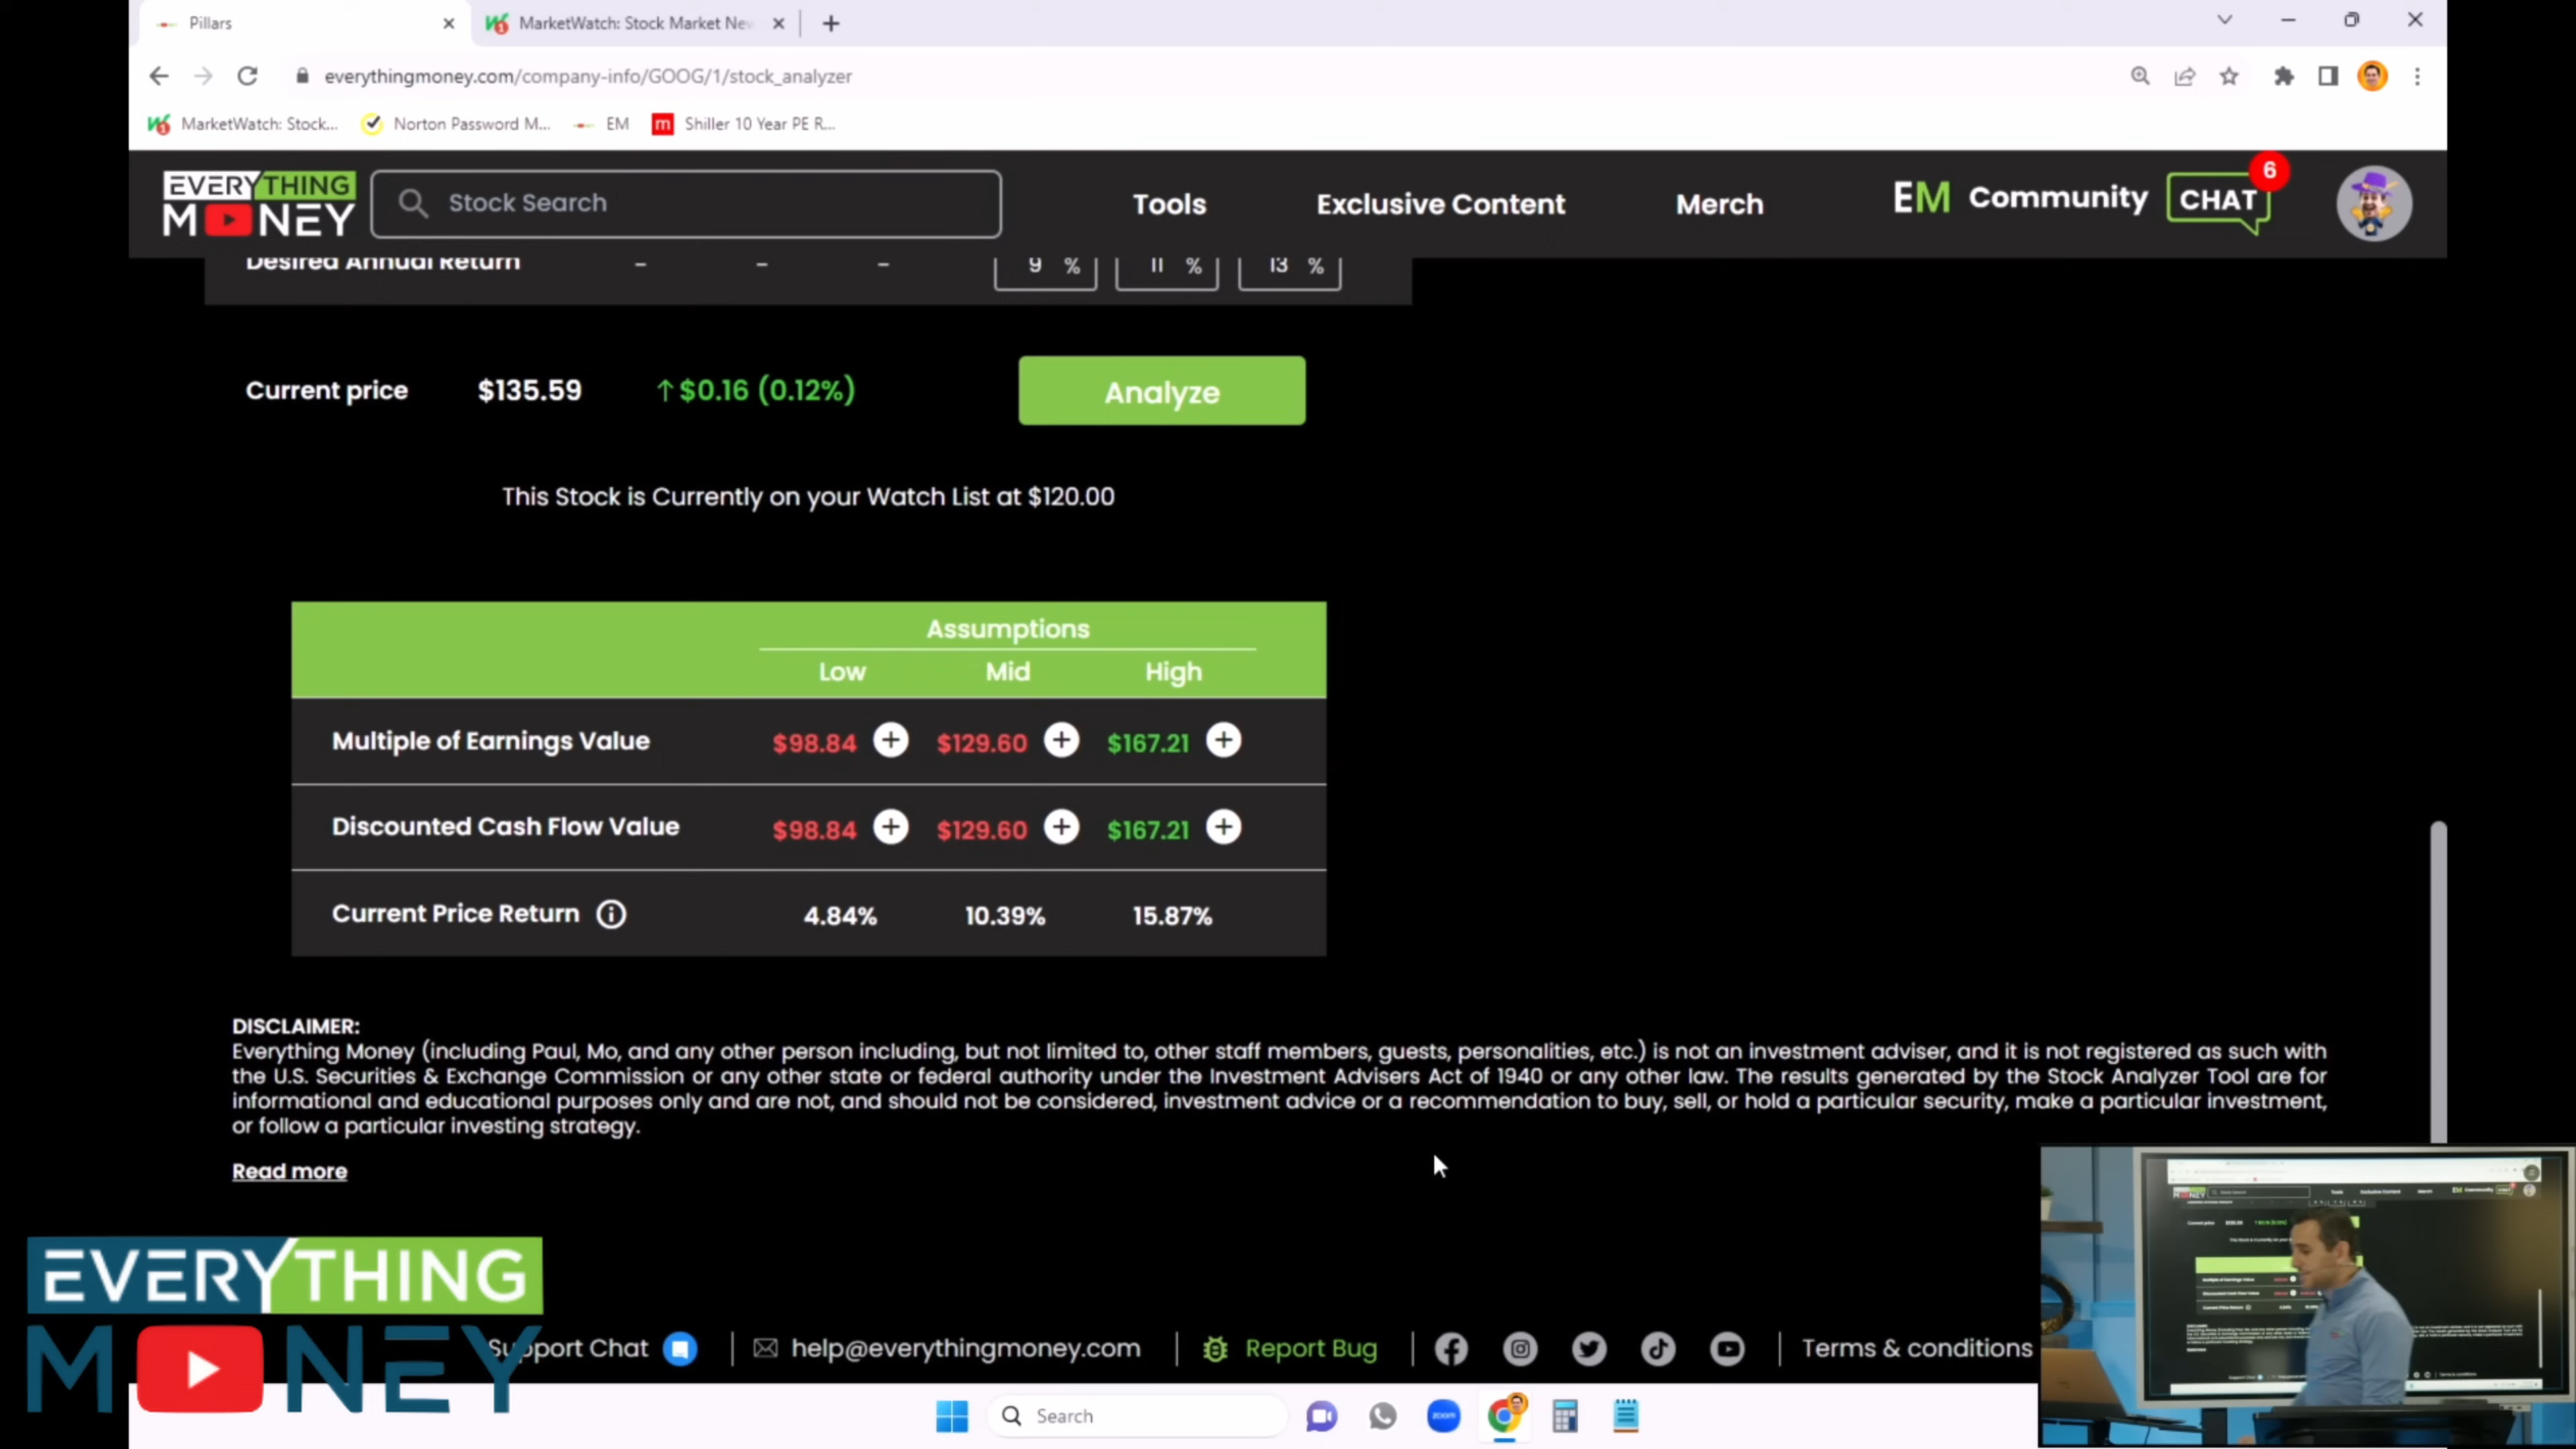 Pillars
MarketWatch: Stock Market New
everythingmoney.com/company-info/GOOG/1/stock_analyzer
MarketWatch: Stock... Norton Password M... EM m Shiller 10 Year PE R...
EVERYTHING
MONEY
Stock Search
Tools
Exclusive Content
Merch
EM Community
CHAT
6
Desired Annual Return - - - 9 % 11 % 13 %
Current price $135.59 ↑$0.16 (0.12%)
Analyze
This Stock is Currently on your Watch List at $120.00
Assumptions
Low Mid High
Multiple of Earnings Value $98.84 + $129.60 + $167.21 +
Discounted Cash Flow Value $98.84 + $129.60 + $167.21 +
Current Price Return 4.84% 10.39% 15.87%
DISCLAIMER:
Everything Money (including Paul, Mo, and any other person including, but not limited to, other staff members, guests, personalities, etc.) is not an investment adviser, and it is not registered as such with
the U.S. Securities & Exchange Commission or any other state or federal authority under the Investment Advisers Act of 1940 or any other law. The results generated by the Stock Analyzer Tool are for
informational and educational purposes only and are not, and should not be considered, investment advice or a recommendation to buy, sell, or hold a particular security, make a particular investment,
or follow a particular investing strategy.
Read more
EVERYTHING
MONEY
Support Chat | help@everythingmoney.com | Report Bug | Terms & conditions
Search
zoom